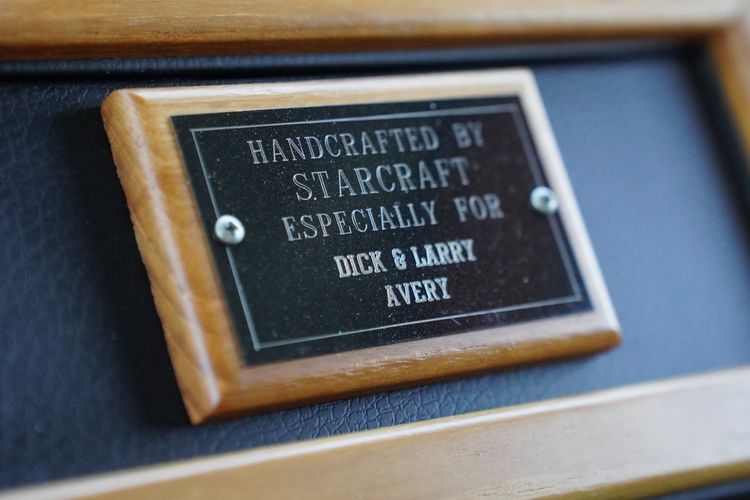 HANDCRAFTED BY
STARCRAFT
ESPECIALLY FOR
DICK & LARRY
AVERY